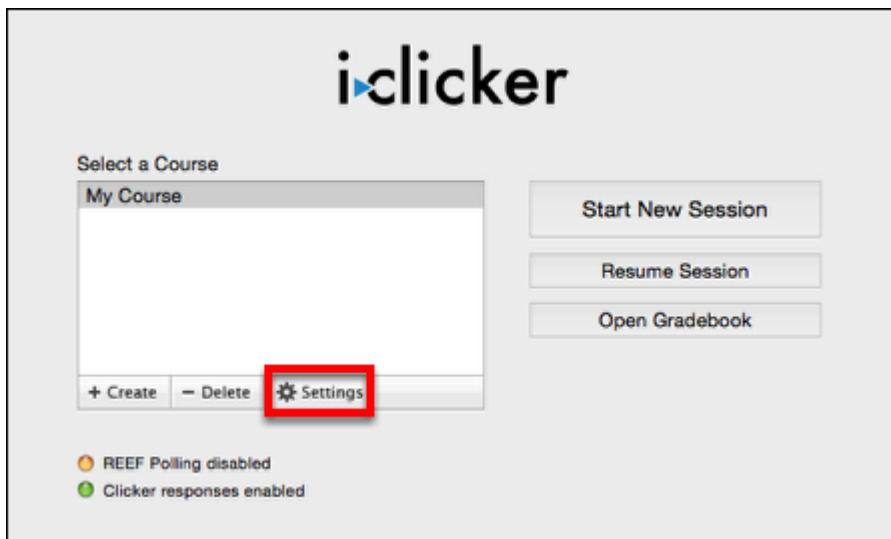 i▸clicker
Select a Course
My Course
Start New Session
Resume Session
Open Gradebook
+ Create
− Delete
Settings
REEF Polling disabled
Clicker responses enabled